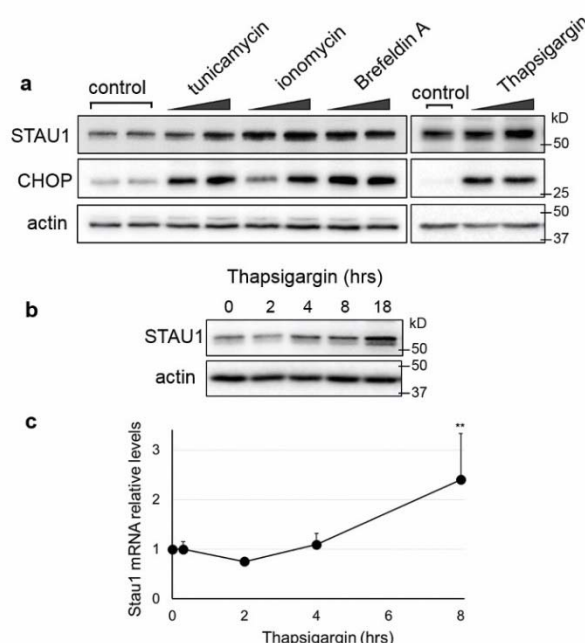 a
control tunicamycin ionomycin Brefeldin A control Thapsigargin
kD
STAU1 50
CHOP 25
actin 50
37
b
Thapsigargin (hrs)
0 2 4 8 18
kD
STAU1 50
actin 50
37
c
Stau1 mRNA relative levels
3
2
1
0
**
0 2 4 6 8
Thapsigargin (hrs)